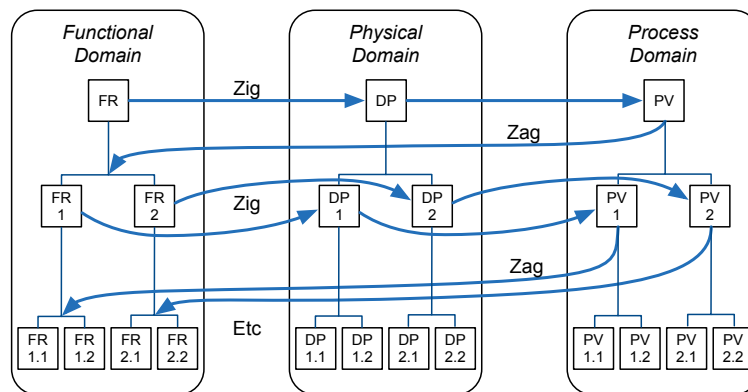 Functional
Domain
Physical
Domain
Process
Domain
FR
Zig
DP
PV
Zag
FR
1
FR
2
Zig
DP
1
DP
2
PV
1
PV
2
Zag
Etc
FR
1.1
FR
1.2
FR
2.1
FR
2.2
DP
1.1
DP
1.2
DP
2.1
DP
2.2
PV
1.1
PV
1.2
PV
2.1
PV
2.2